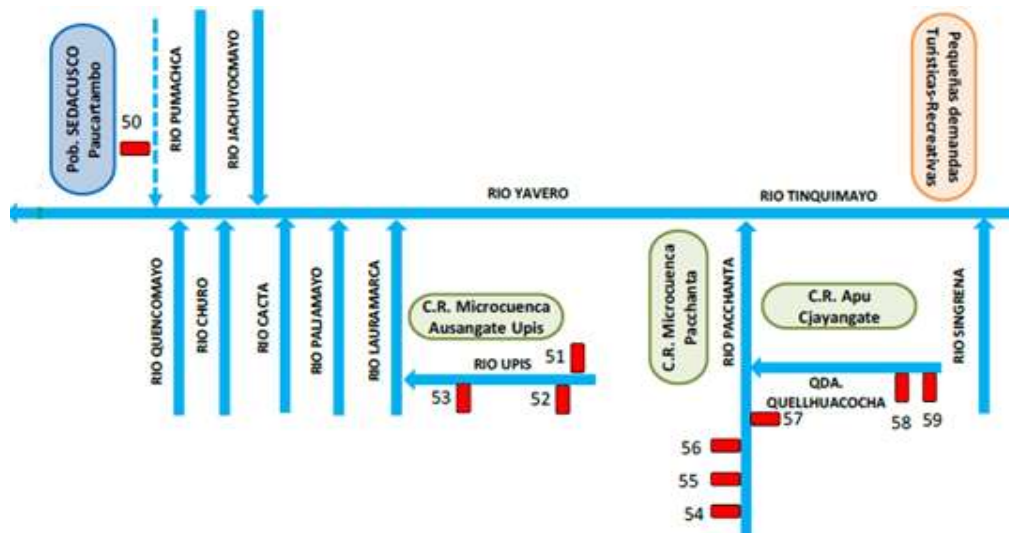 Pob. SEDACUSCO
Paucartambo
50
RIO PUMACHCA
RIO JACHUYOCMAYO
Pequeñas demandas
Turísticas-Recreativas
RIO YAVERO
RIO TINQUIMAYO
RIO QUENCOMAYO
RIO CHURO
RIO CACTA
RIO PALJAMAYO
RIO LAURAMARCA
C.R. Microcuenca
Ausangate Upis
RIO UPIS
51
52
53
C.R. Microcuenca
Pacchanta
RIO PACCHANTA
C.R. Apu
Cjayangate
RIO SINGRENA
QDA.
QUELLHUACOCHA
57
58
59
56
55
54